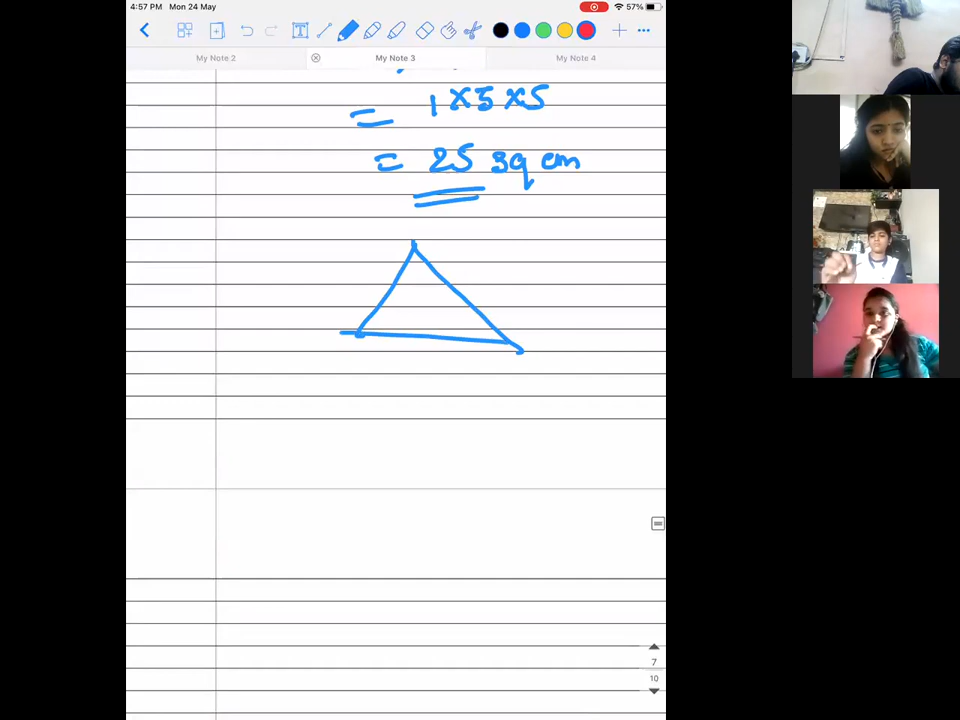 4:57 PM Mon 24 May
57%
My Note 2
My Note 3
My Note 4
= 1 × 5 × 5
= 25 sq cm
7
10